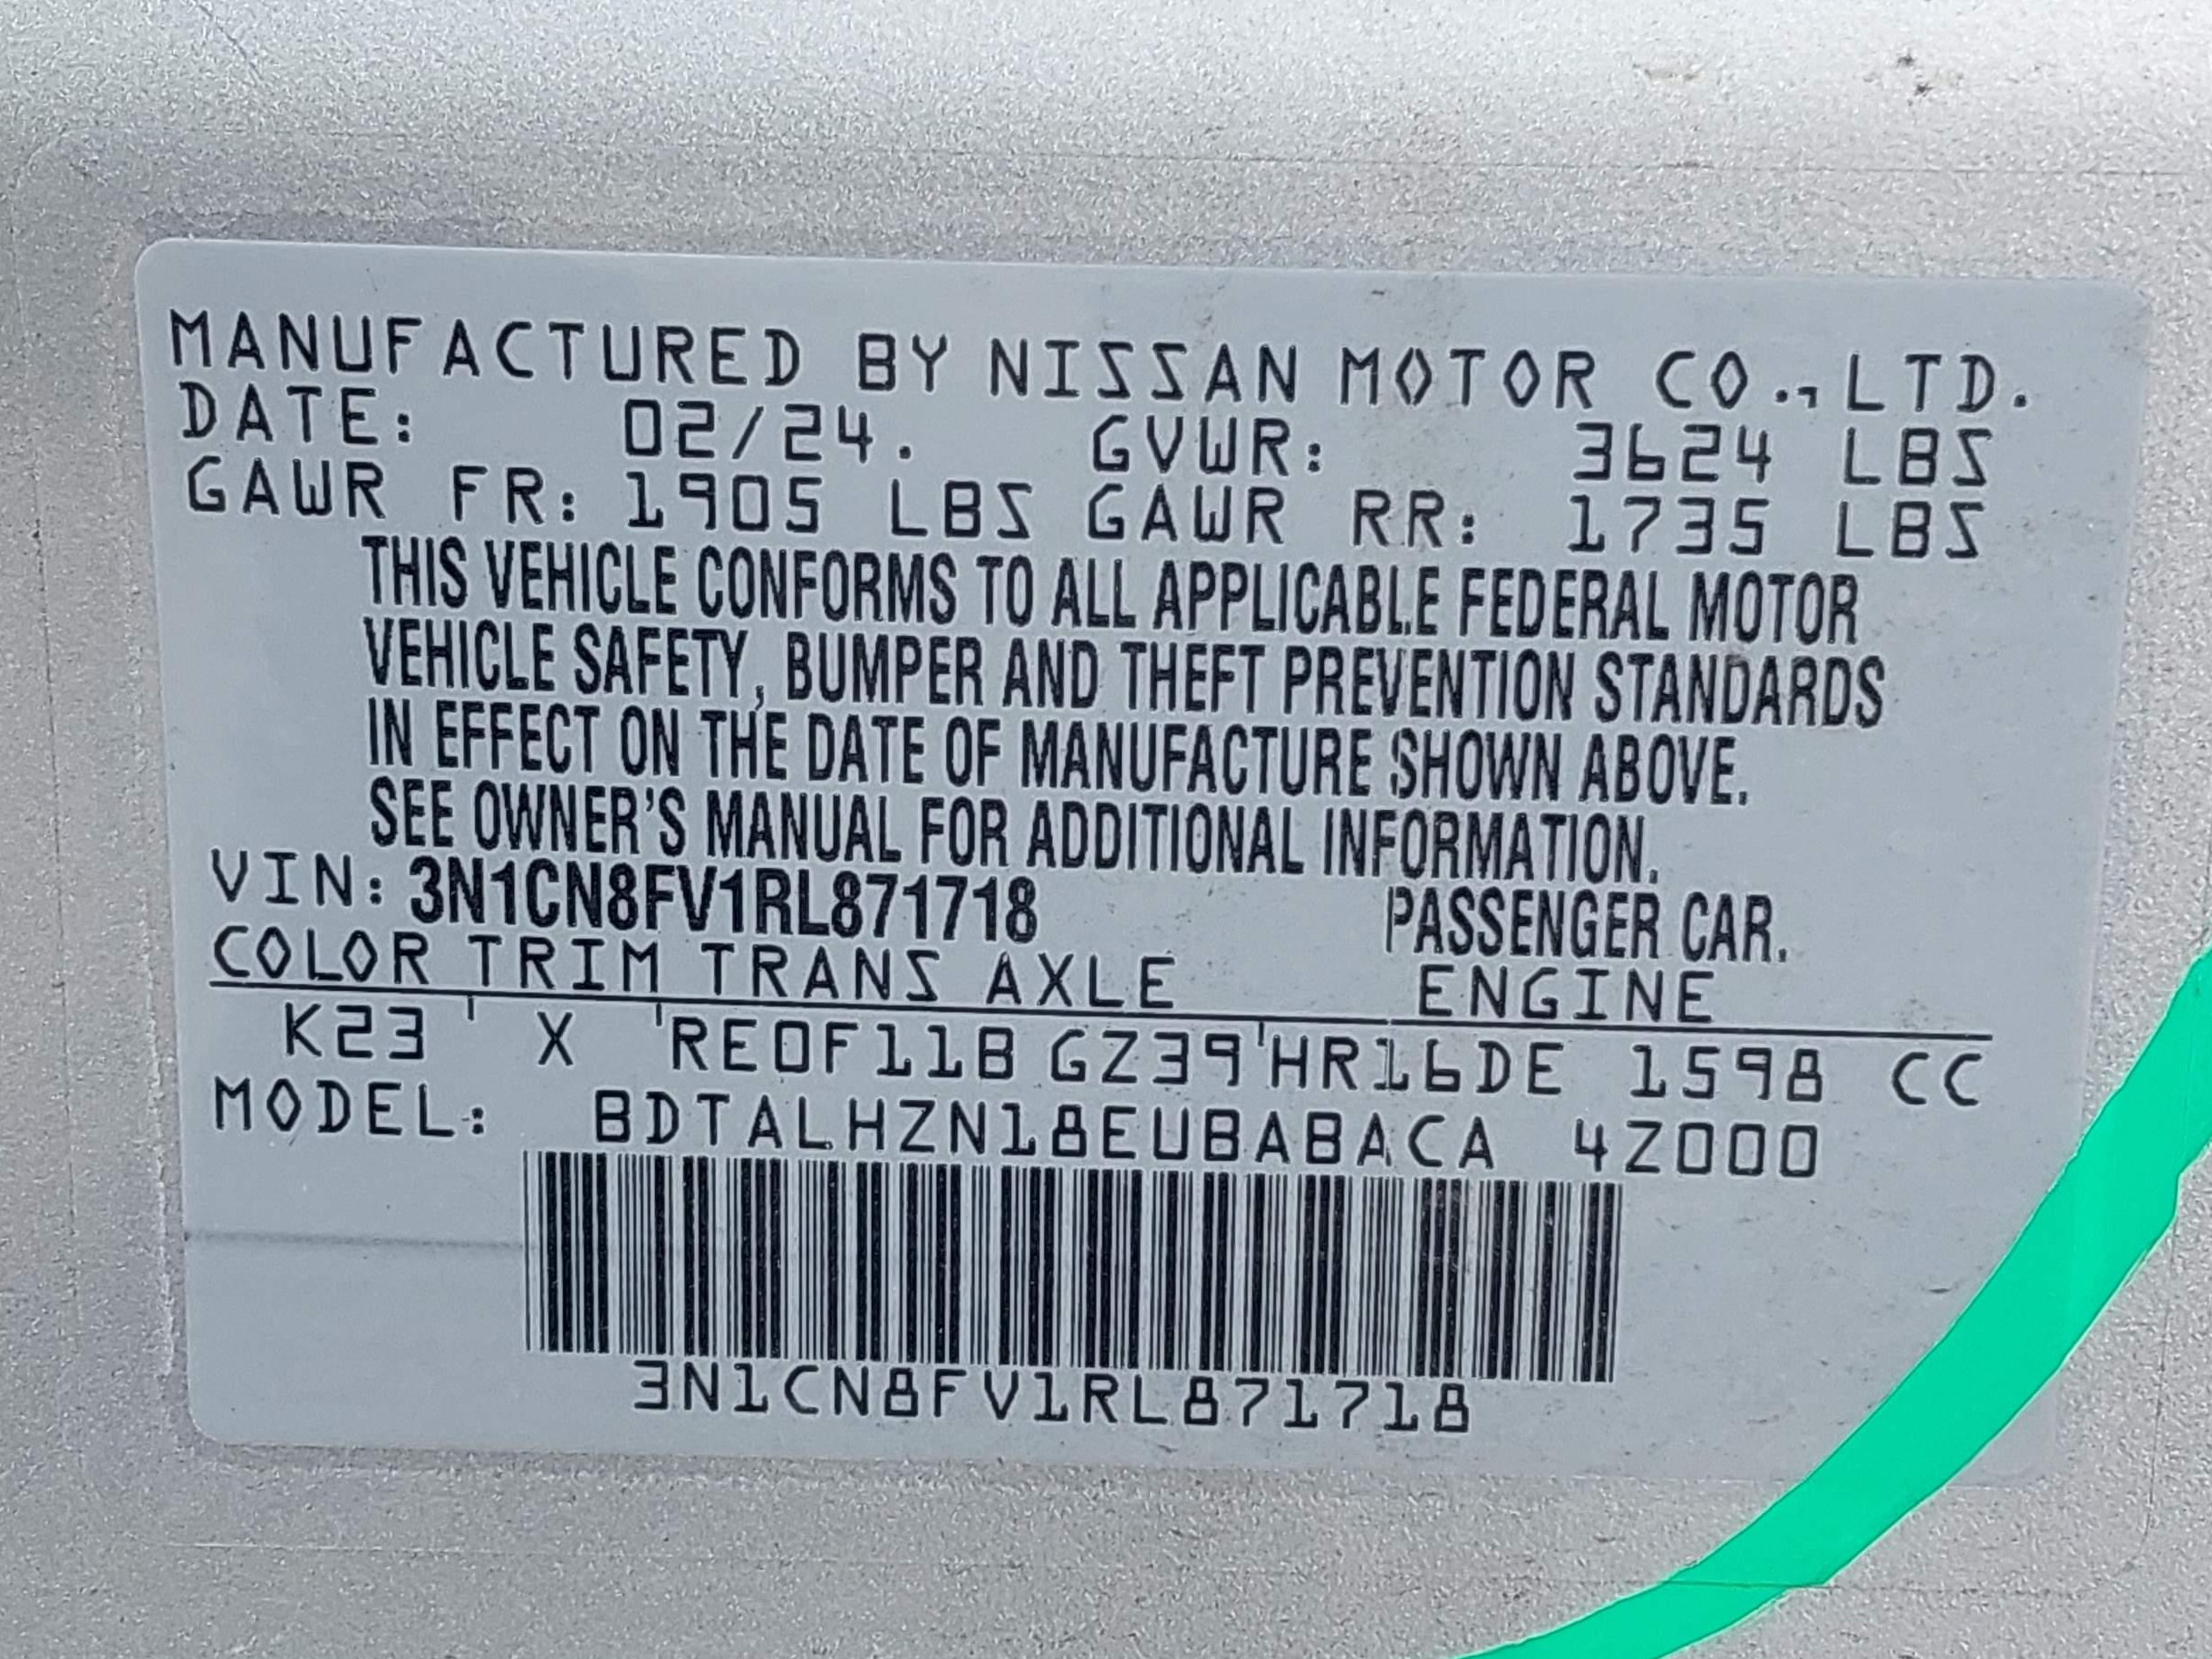 MANUFACTURED BY NISSAN MOTOR CO.,LTD.
DATE: 02/24. GVWR: 3624 LBS
GAWR FR: 1905 LBS GAWR RR: 1735 LBS
THIS VEHICLE CONFORMS TO ALL APPLICABLE FEDERAL MOTOR
VEHICLE SAFETY, BUMPER AND THEFT PREVENTION STANDARDS
IN EFFECT ON THE DATE OF MANUFACTURE SHOWN ABOVE.
SEE OWNER'S MANUAL FOR ADDITIONAL INFORMATION.
VIN: 3N1CN8FV1RL871718 PASSENGER CAR.
COLOR TRIM TRANS AXLE ENGINE
K23 X RE0F11B GZ39 HR16DE 1598 CC
MODEL: BDTALHZN18EUBABACA 4Z000
3N1CN8FV1RL871718